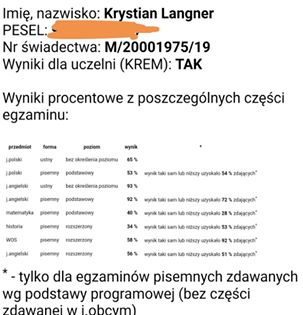 Imię, nazwisko: Krystian Langner
PESEL:
Nr świadectwa: M/20001975/19
Wyniki dla uczelni (KREM): TAK
Wyniki procentowe z poszczególnych części
egzaminu:
przedmiot forma poziom wynik *
j.polski ustny bez określenia poziomu 65 %
j.polski pisemny podstawowy 53 % wynik taki sam lub niższy uzyskało 54 % zdających*
j.angielski ustny bez określenia poziomu 93 %
j.angielski pisemny podstawowy 92 % wynik taki sam lub niższy uzyskało 72 % zdających*
matematyka pisemny podstawowy 40 % wynik taki sam lub niższy uzyskało 28 % zdających*
historia pisemny rozszerzony 34 % wynik taki sam lub niższy uzyskało 53 % zdających*
WOS pisemny rozszerzony 58 % wynik taki sam lub niższy uzyskało 92 % zdających*
j.angielski pisemny rozszerzony 56 % wynik taki sam lub niższy uzyskało 51 % zdających*
* - tylko dla egzaminów pisemnych zdawanych
wg podstawy programowej (bez części
zdawanej w j.obcym)